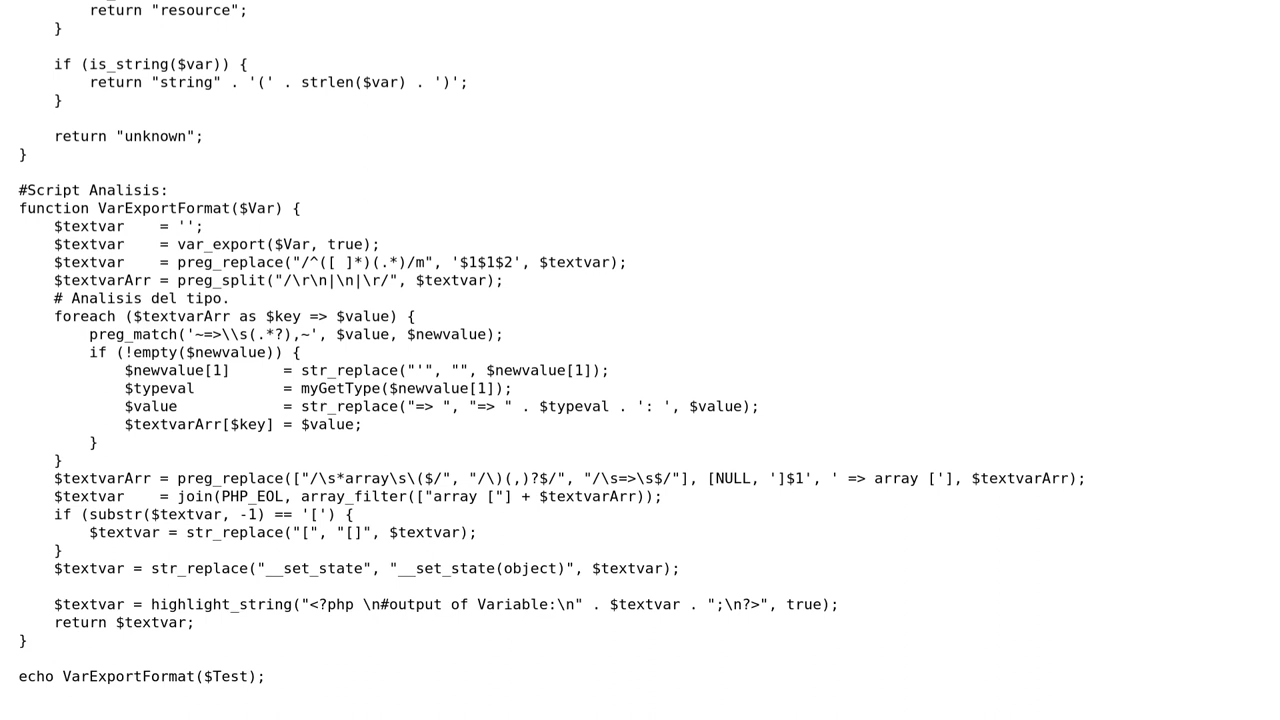 return "resource";
    }

    if (is_string($var)) {
        return "string" . '(' . strlen($var) . ')';
    }

    return "unknown";
}

#Script Analisis:
function VarExportFormat($Var) {
    $textvar    = '';
    $textvar    = var_export($Var, true);
    $textvar    = preg_replace("/^([ ]*)(.*)/m", '$1$1$2', $textvar);
    $textvarArr = preg_split("/\r\n|\n|\r/", $textvar);
    # Analisis del tipo.
    foreach ($textvarArr as $key => $value) {
        preg_match('~=>\\s(.*?),~', $value, $newvalue);
        if (!empty($newvalue)) {
            $newvalue[1]      = str_replace("'", "", $newvalue[1]);
            $typeval          = myGetType($newvalue[1]);
            $value            = str_replace("=> ", "=> " . $typeval . ': ', $value);
            $textvarArr[$key] = $value;
        }
    }
    $textvarArr = preg_replace(["/\s*array\s\($/", "/\)(,)?$/", "/\s=>\s$/"], [NULL, ']$1', ' => array ['], $textvarArr);
    $textvar    = join(PHP_EOL, array_filter(["array ["] + $textvarArr));
    if (substr($textvar, -1) == '[') {
        $textvar = str_replace("[", "[]", $textvar);
    }
    $textvar = str_replace("__set_state", "__set_state(object)", $textvar);

    $textvar = highlight_string("<?php \n#output of Variable:\n" . $textvar . ";\n?>", true);
    return $textvar;
}

echo VarExportFormat($Test);